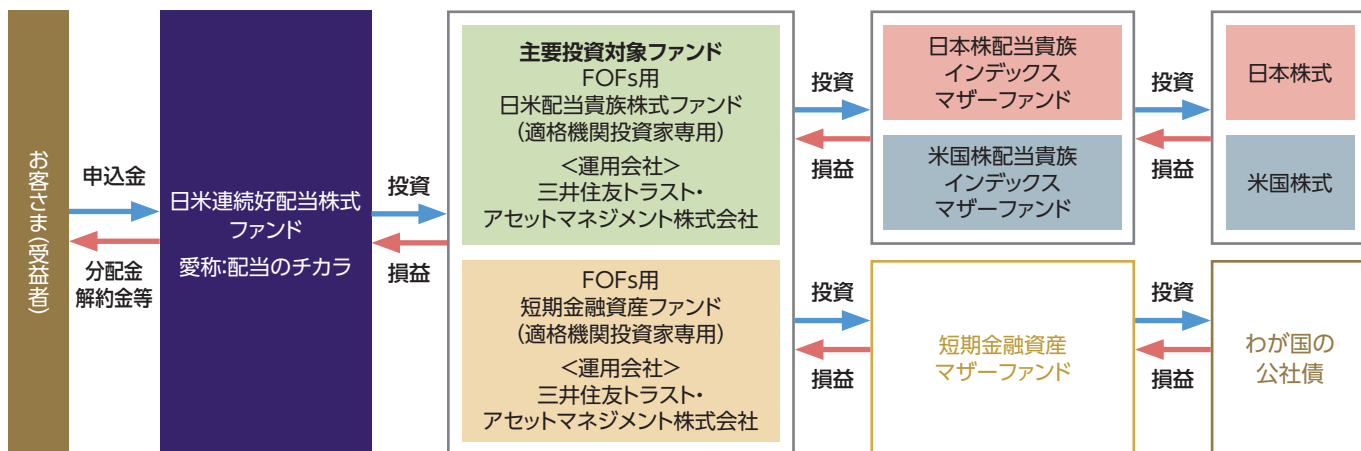 お客さま（受益者）
申込金
分配金
解約金等
日米連続好配当株式
ファンド
愛称:配当のチカラ
投資
損益
主要投資対象ファンド
FOFs用
日米配当貴族株式ファンド
（適格機関投資家専用）
＜運用会社＞
三井住友トラスト・
アセットマネジメント株式会社
FOFs用
短期金融資産ファンド
（適格機関投資家専用）
＜運用会社＞
三井住友トラスト・
アセットマネジメント株式会社
投資
損益
投資
損益
日本株配当貴族
インデックス
マザーファンド
米国株配当貴族
インデックス
マザーファンド
短期金融資産
マザーファンド
投資
損益
投資
損益
日本株式
米国株式
わが国の
公社債